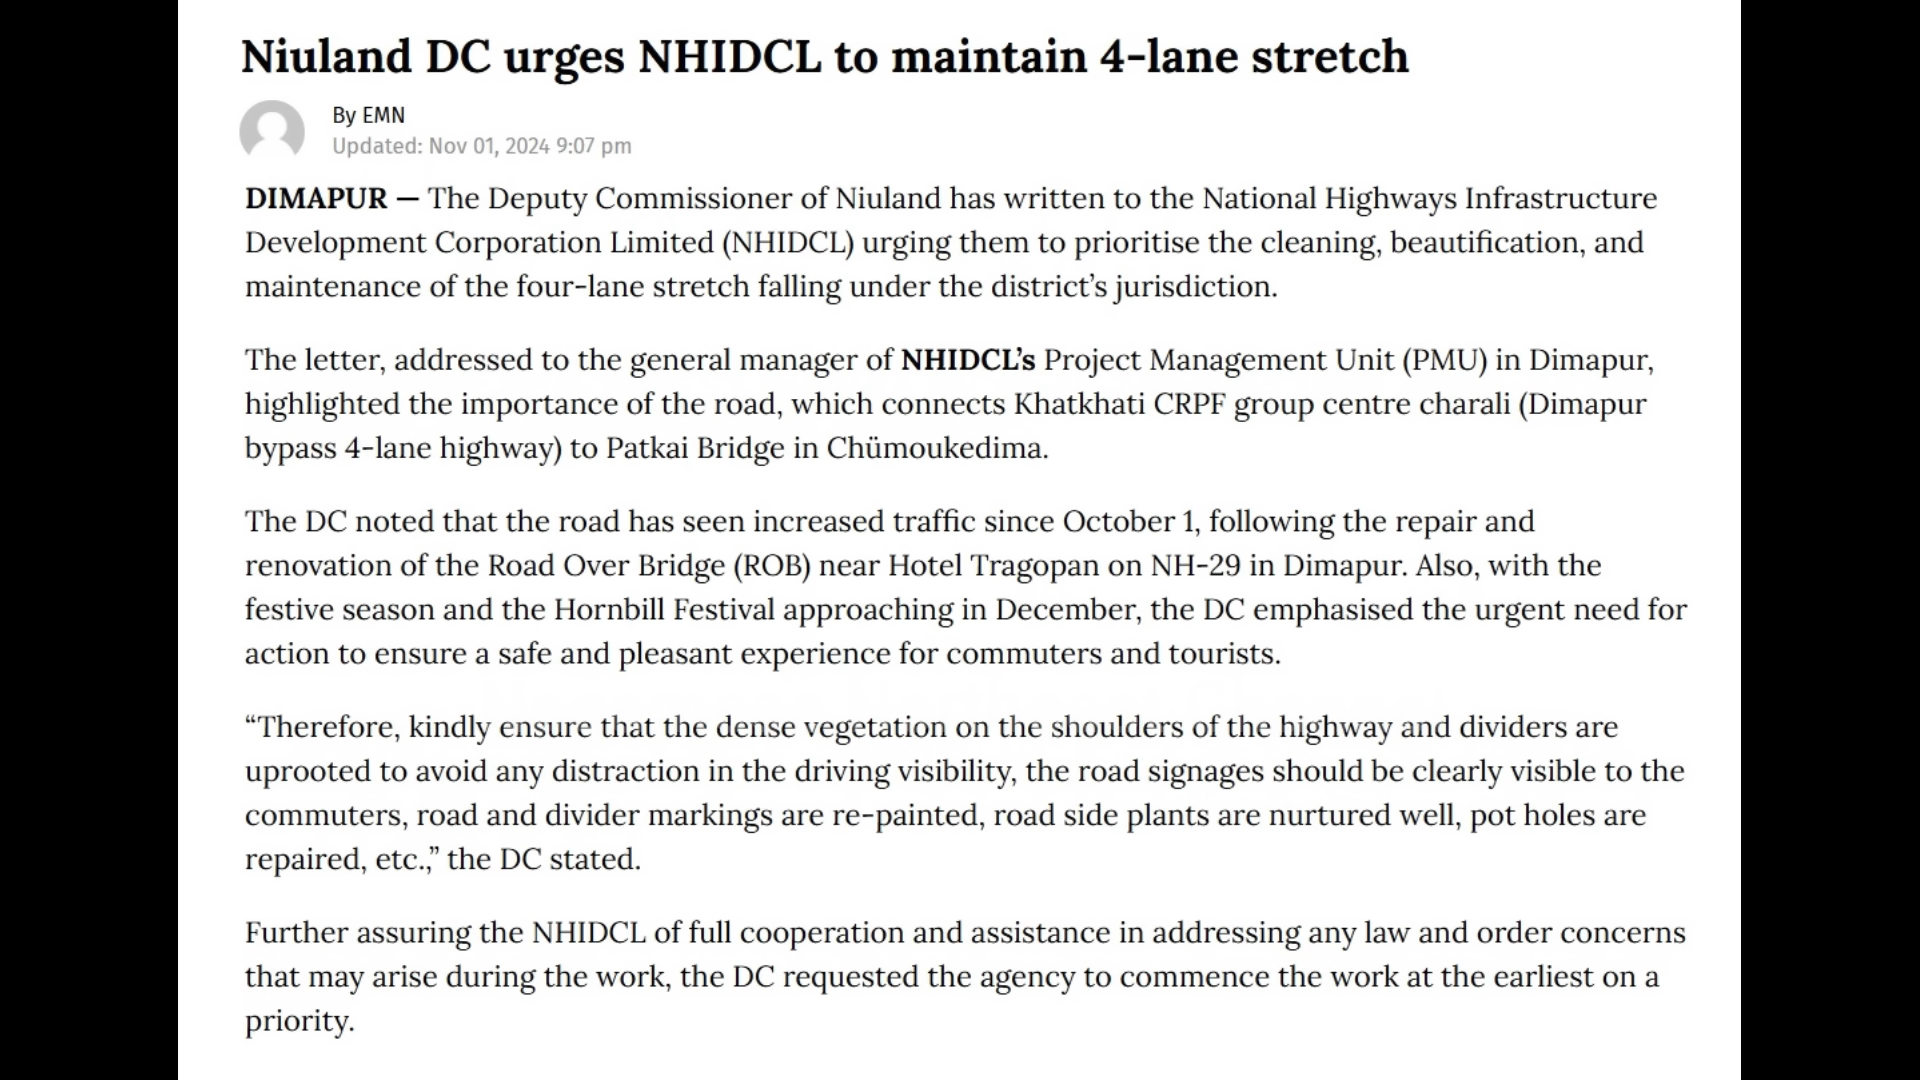 Niuland DC urges NHIDCL to maintain 4-lane stretch
By EMN
Updated: Nov 01, 2024 9:07 pm
DIMAPUR — The Deputy Commissioner of Niuland has written to the National Highways Infrastructure
Development Corporation Limited (NHIDCL) urging them to prioritise the cleaning, beautification, and
maintenance of the four-lane stretch falling under the district’s jurisdiction.
The letter, addressed to the general manager of NHIDCL’s Project Management Unit (PMU) in Dimapur,
highlighted the importance of the road, which connects Khatkhati CRPF group centre charali (Dimapur
bypass 4-lane highway) to Patkai Bridge in Chümoukedima.
The DC noted that the road has seen increased traffic since October 1, following the repair and
renovation of the Road Over Bridge (ROB) near Hotel Tragopan on NH-29 in Dimapur. Also, with the
festive season and the Hornbill Festival approaching in December, the DC emphasised the urgent need for
action to ensure a safe and pleasant experience for commuters and tourists.
“Therefore, kindly ensure that the dense vegetation on the shoulders of the highway and dividers are
uprooted to avoid any distraction in the driving visibility, the road signages should be clearly visible to the
commuters, road and divider markings are re-painted, road side plants are nurtured well, pot holes are
repaired, etc.,” the DC stated.
Further assuring the NHIDCL of full cooperation and assistance in addressing any law and order concerns
that may arise during the work, the DC requested the agency to commence the work at the earliest on a
priority.